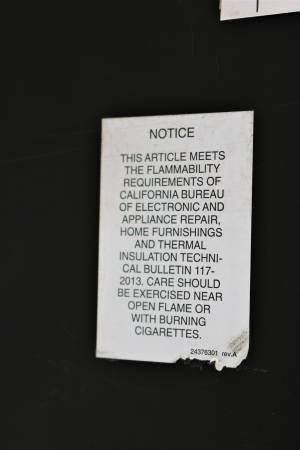 NOTICE
THIS ARTICLE MEETS
THE FLAMMABILITY
REQUIREMENTS OF
CALIFORNIA BUREAU
OF ELECTRONIC AND
APPLIANCE REPAIR,
HOME FURNISHINGS
AND THERMAL
INSULATION TECHNI-
CAL BULLETIN 117-
2013. CARE SHOULD
BE EXERCISED NEAR
OPEN FLAME OR
WITH BURNING
CIGARETTES.
24376301 rev.A